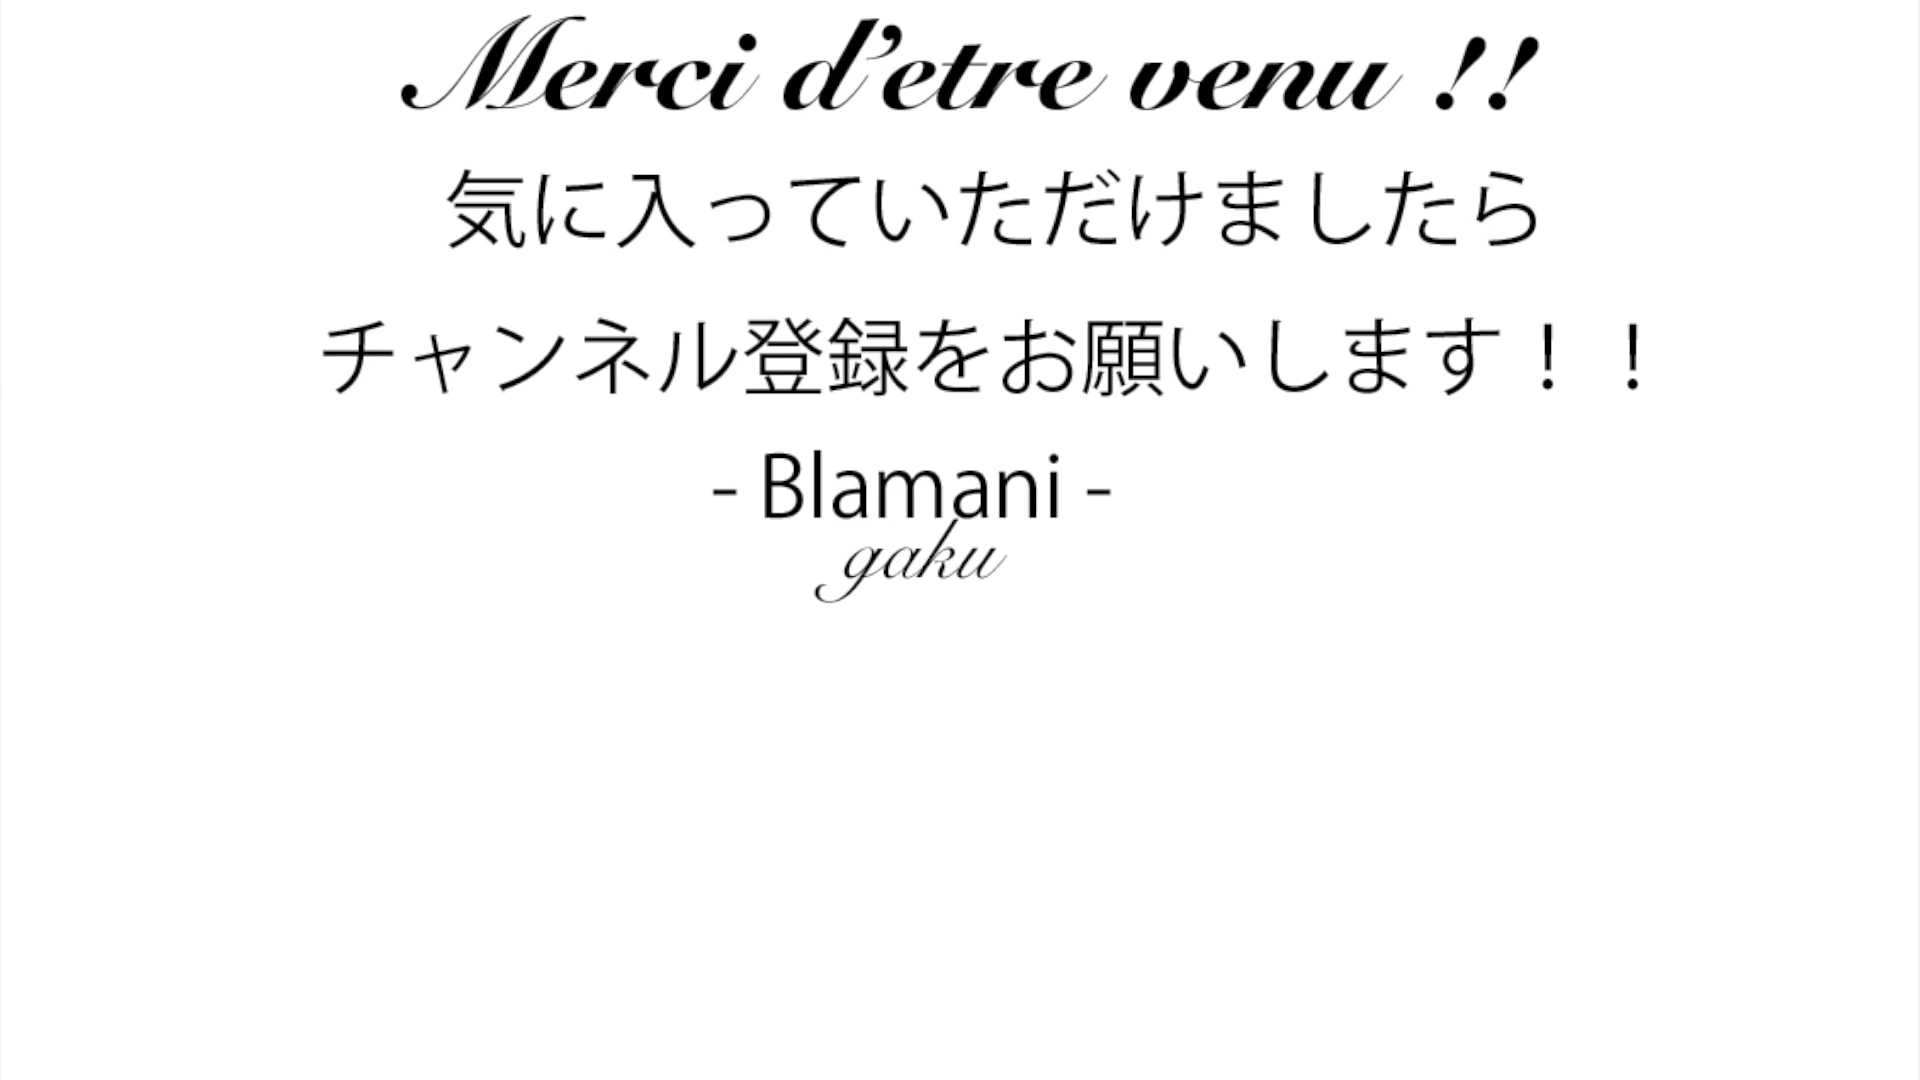 Merci d’etre venu !!
気に入っていただけましたら
チャンネル登録をお願いします！！
- Blamani -
gaku